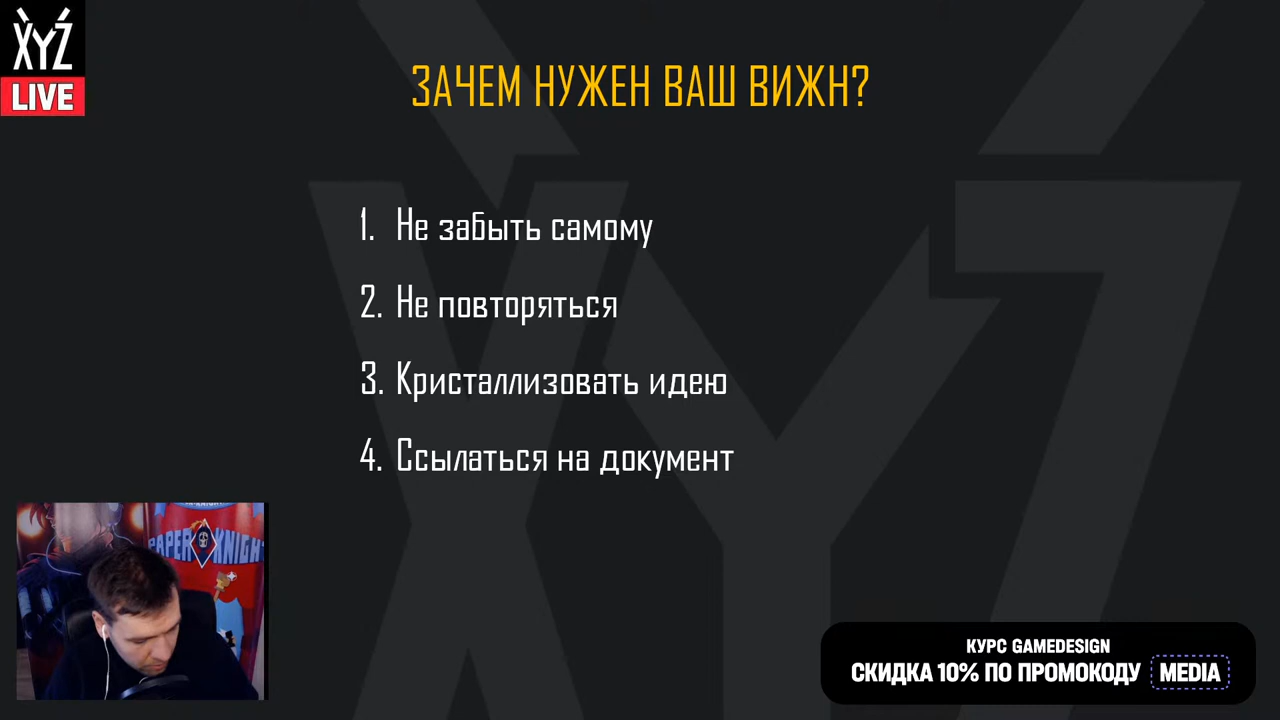 XYZ
LIVE
ЗАЧЕМ НУЖЕН ВАШ ВИЖН?
1. Не забыть самому
2. Не повторяться
3. Кристаллизовать идею
4. Ссылаться на документ
PAPER KNIGHT
КУРС GAMEDESIGN
СКИДКА 10% ПО ПРОМОКОДУ MEDIA